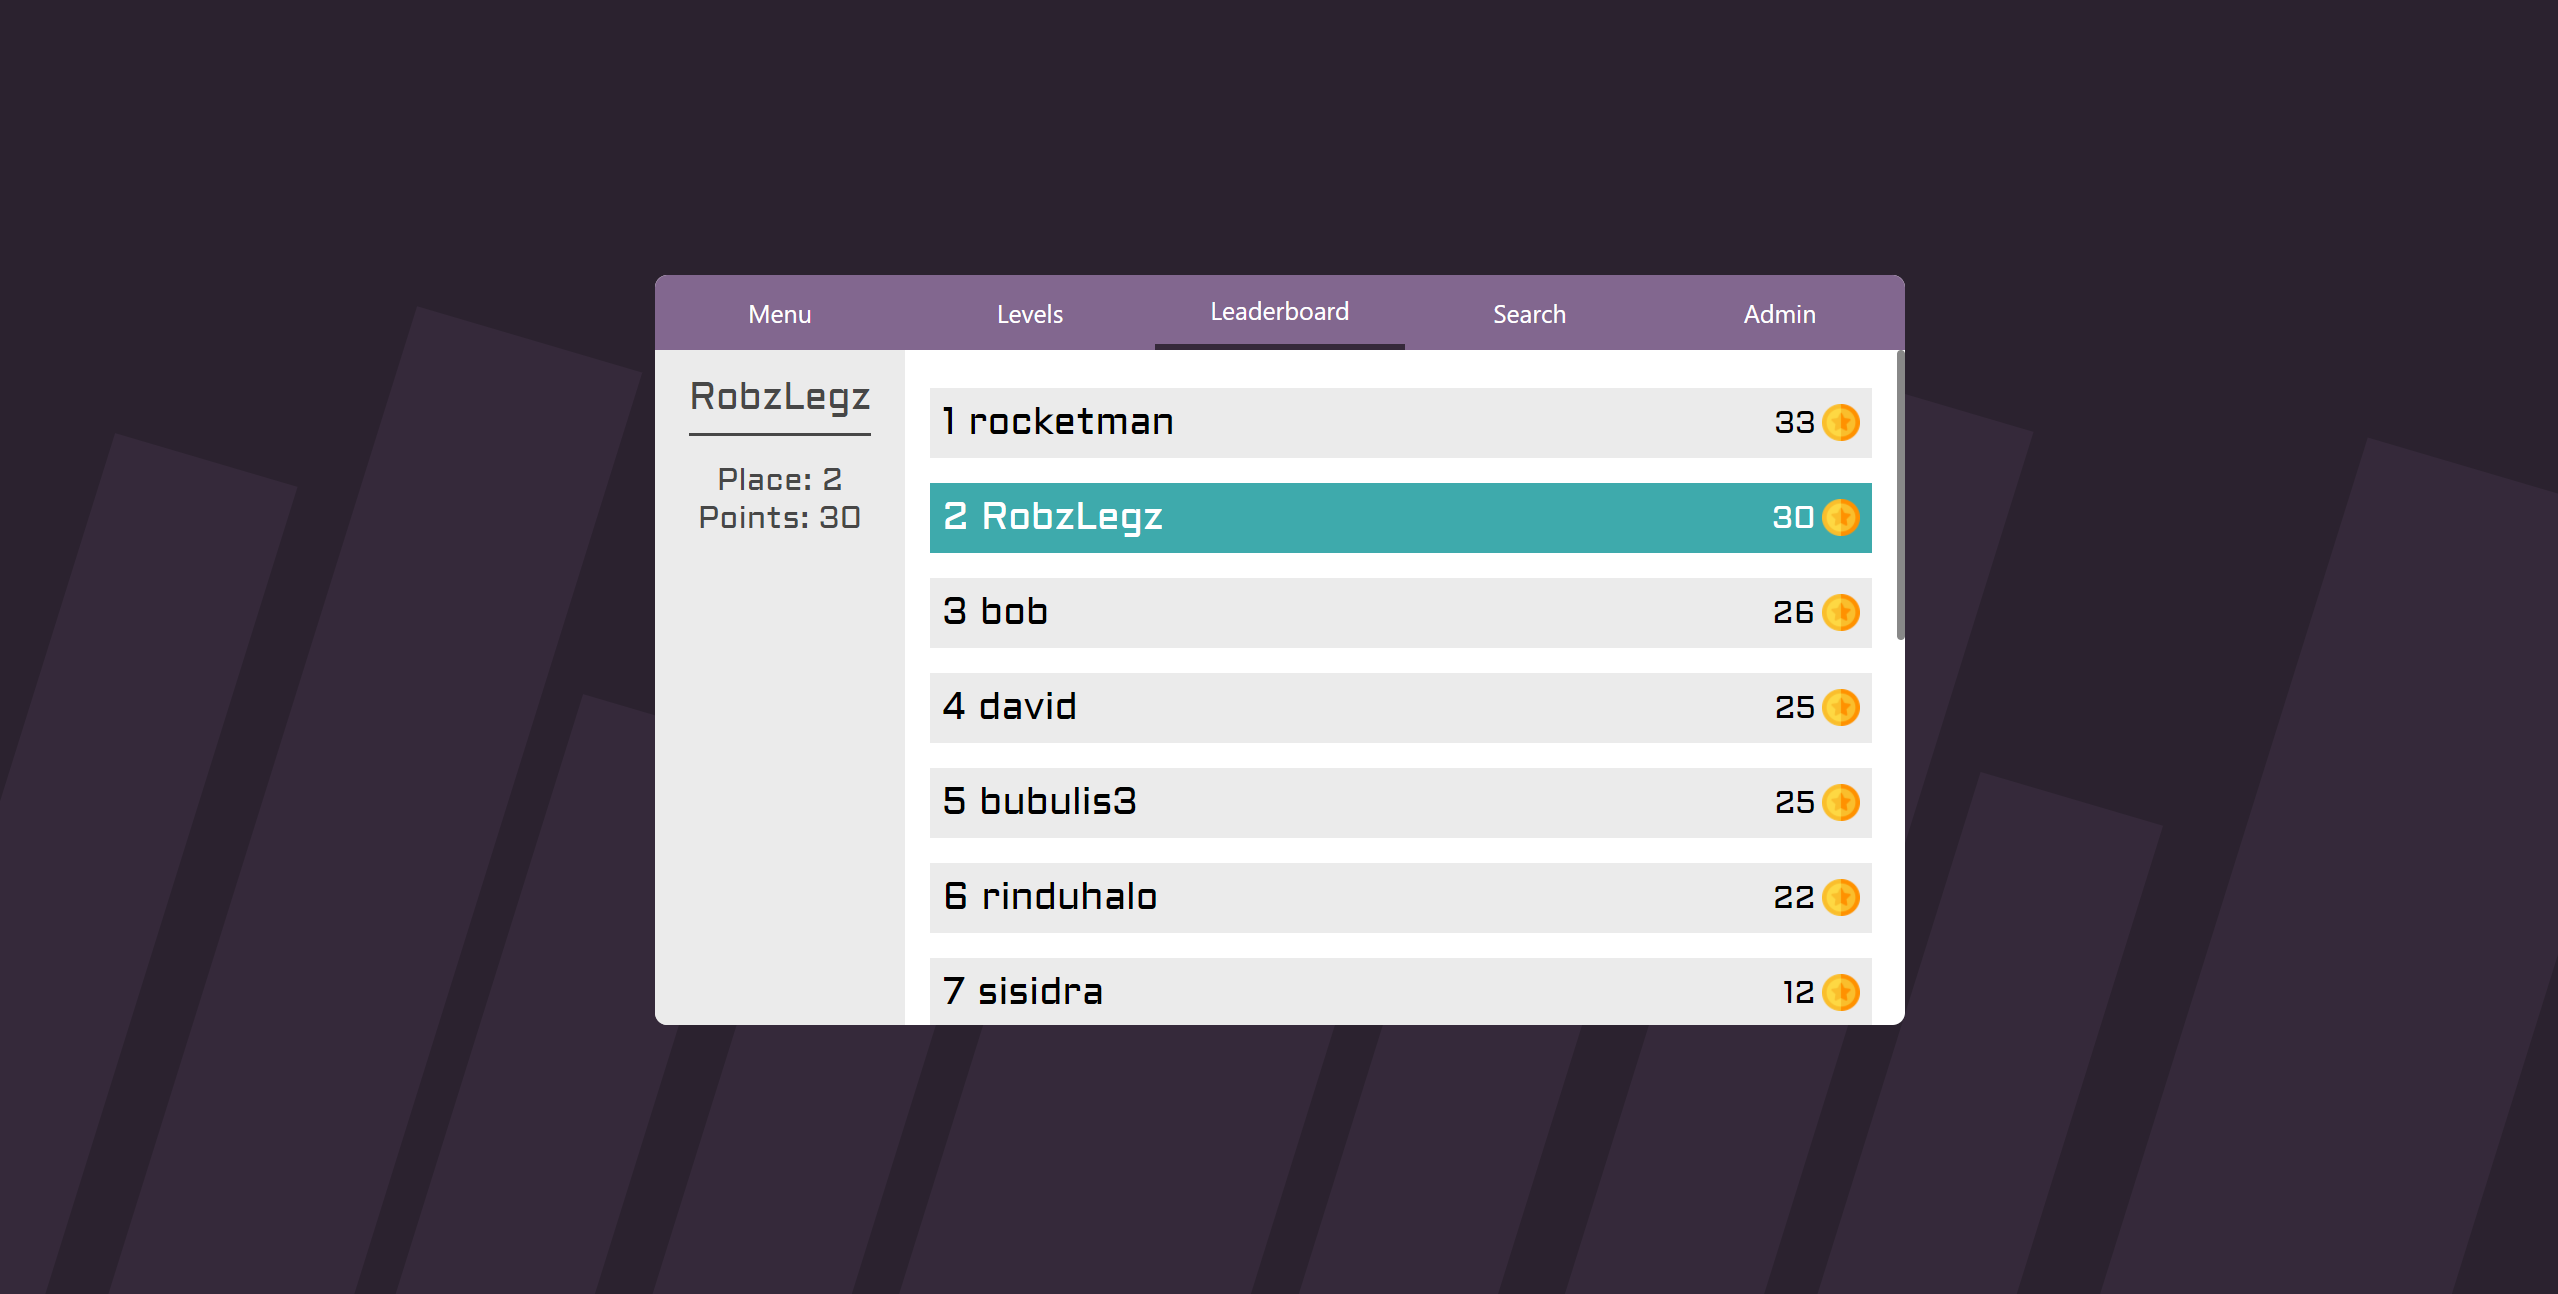 Menu Levels Leaderboard Search Admin
RobzLegz
Place: 2
Points: 30
1 rocketman 33
2 RobzLegz 30
3 bob 26
4 david 25
5 bubulis3 25
6 rinduhalo 22
7 sisidra 12